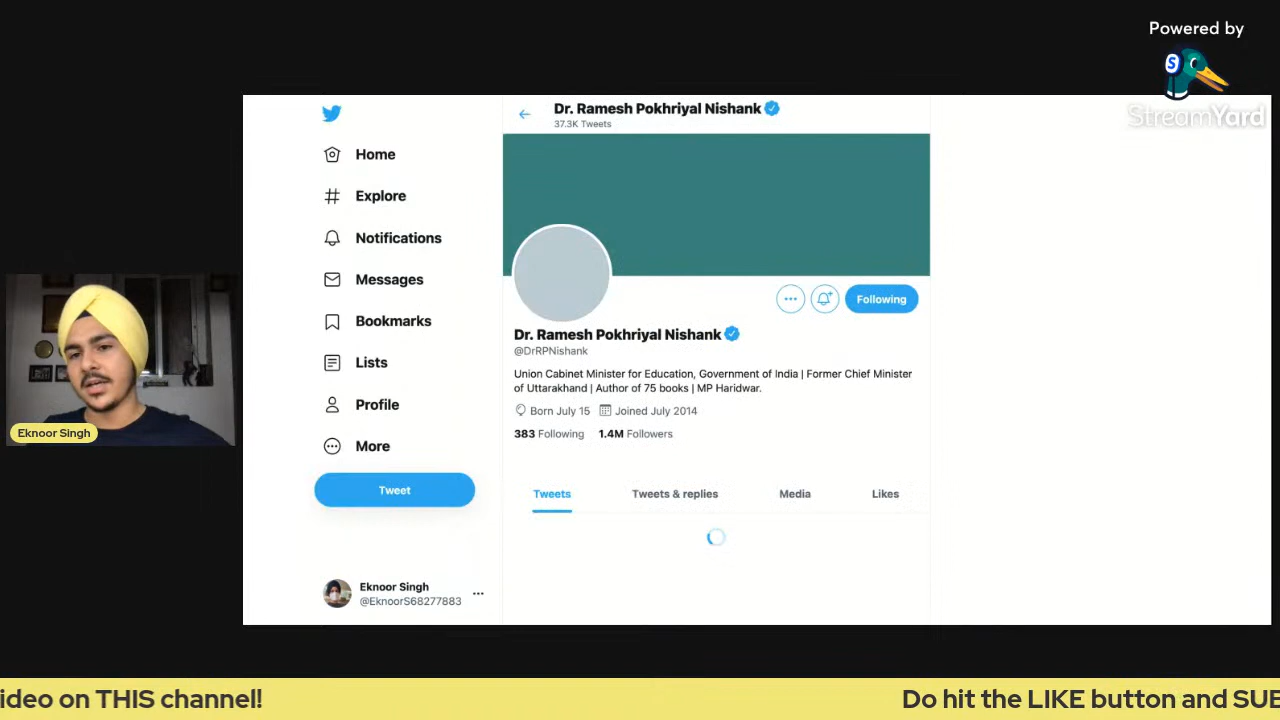 Powered by
StreamYard
Dr. Ramesh Pokhriyal Nishank
37.3K Tweets
Home
Explore
Notifications
Messages
Bookmarks
Lists
Profile
More
Tweet
Eknoor Singh
@EknoorS68277883
Following
Dr. Ramesh Pokhriyal Nishank
@DrRPNishank
Union Cabinet Minister for Education, Government of India | Former Chief Minister
of Uttarakhand | Author of 75 books | MP Haridwar.
Born July 15 Joined July 2014
383 Following 1.4M Followers
Tweets Tweets & replies Media Likes
Eknoor Singh
ideo on THIS channel! Do hit the LIKE button and SUB